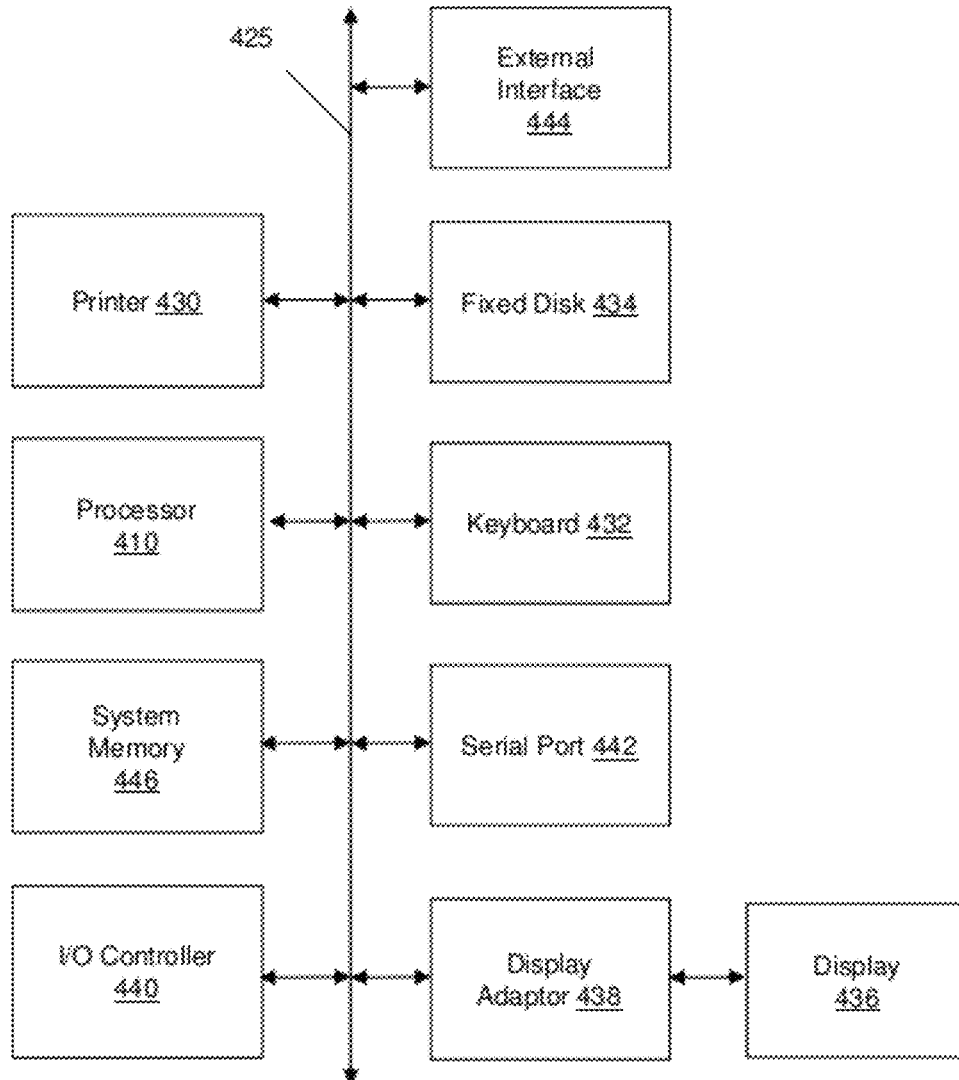 425
External
Interface
444
Printer 430
Fixed Disk 434
Processor
410
Keyboard 432
System
Memory
446
Serial Port 442
I/O Controller
440
Display
Adaptor 438
Display
436